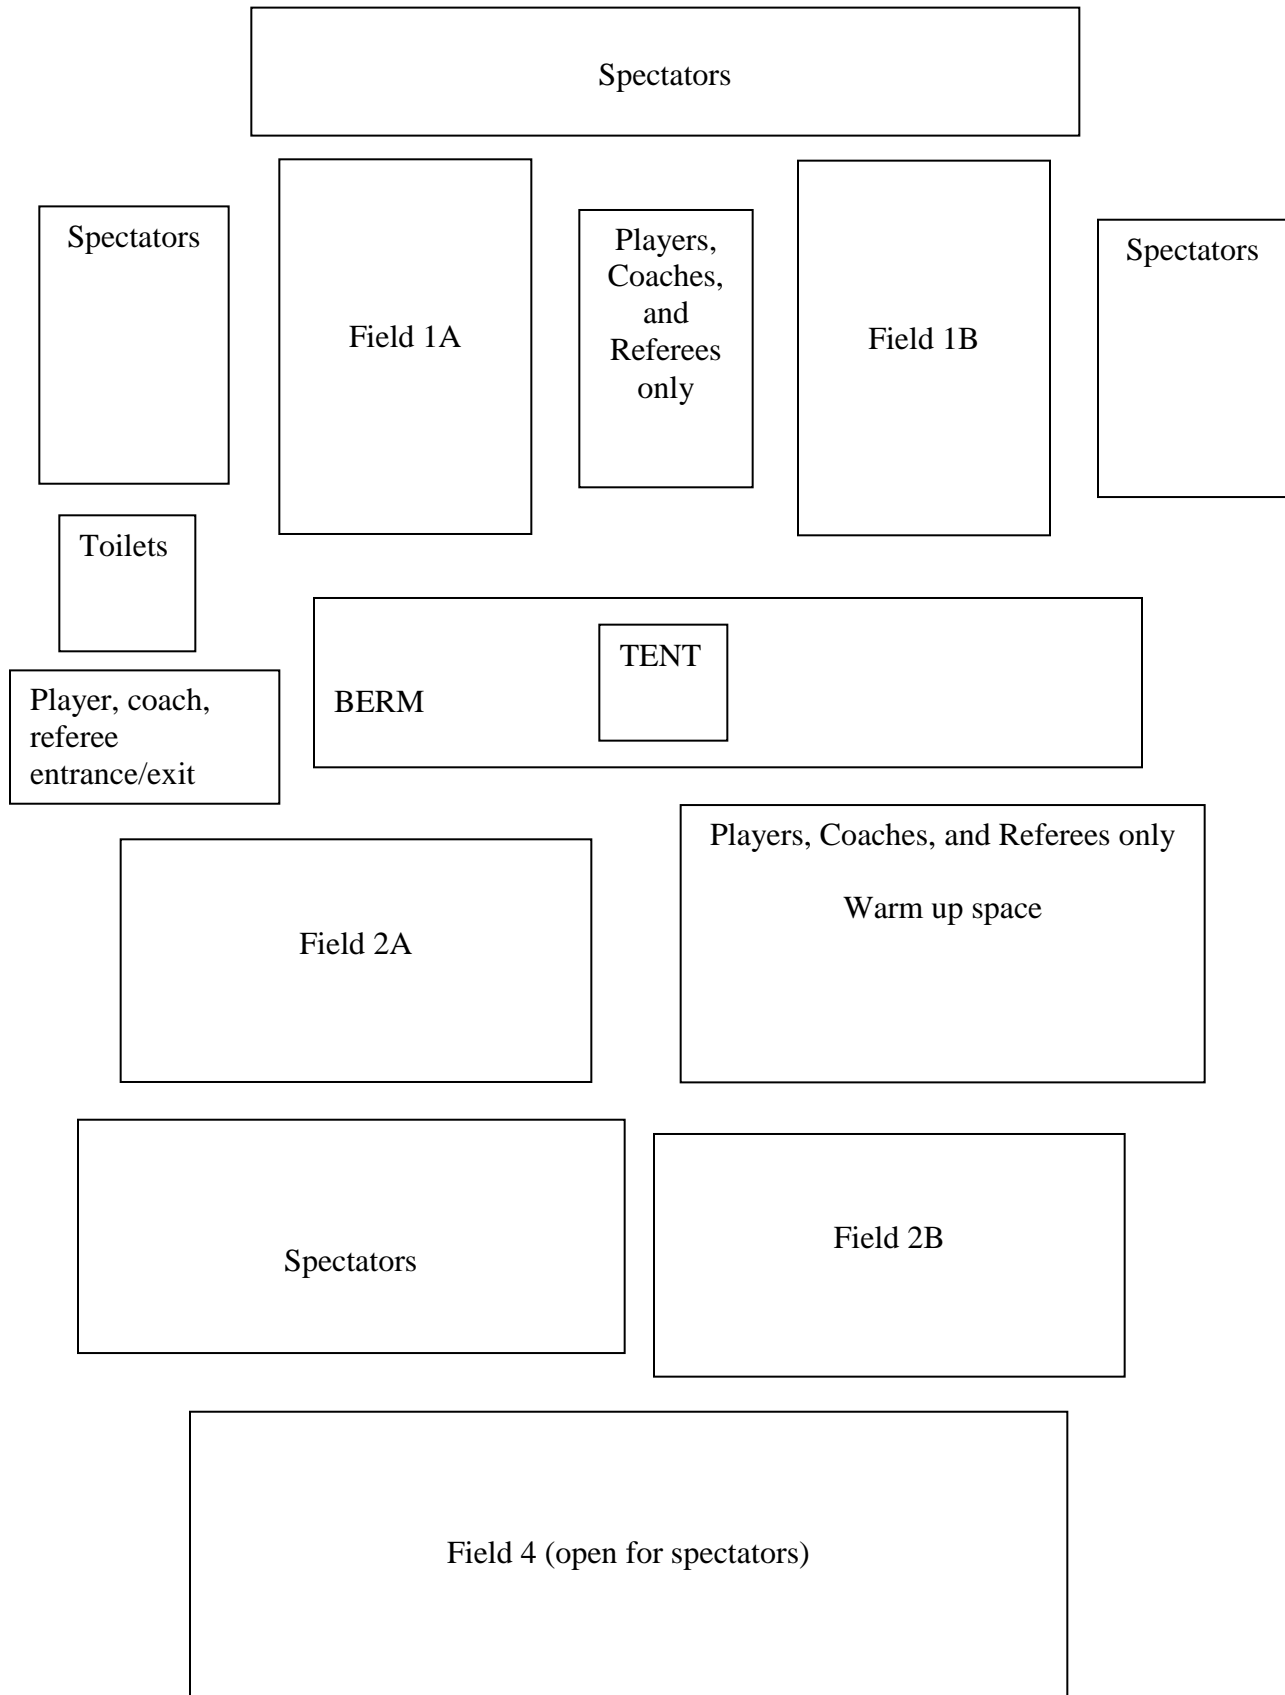 Spectators
Spectators
Field 1A
Players,
Coaches,
and
Referees
only
Field 1B
Spectators
Toilets
TENT
BERM
Player, coach,
referee
entrance/exit
Players, Coaches, and Referees only
Warm up space
Field 2A
Spectators
Field 2B
Field 4 (open for spectators)